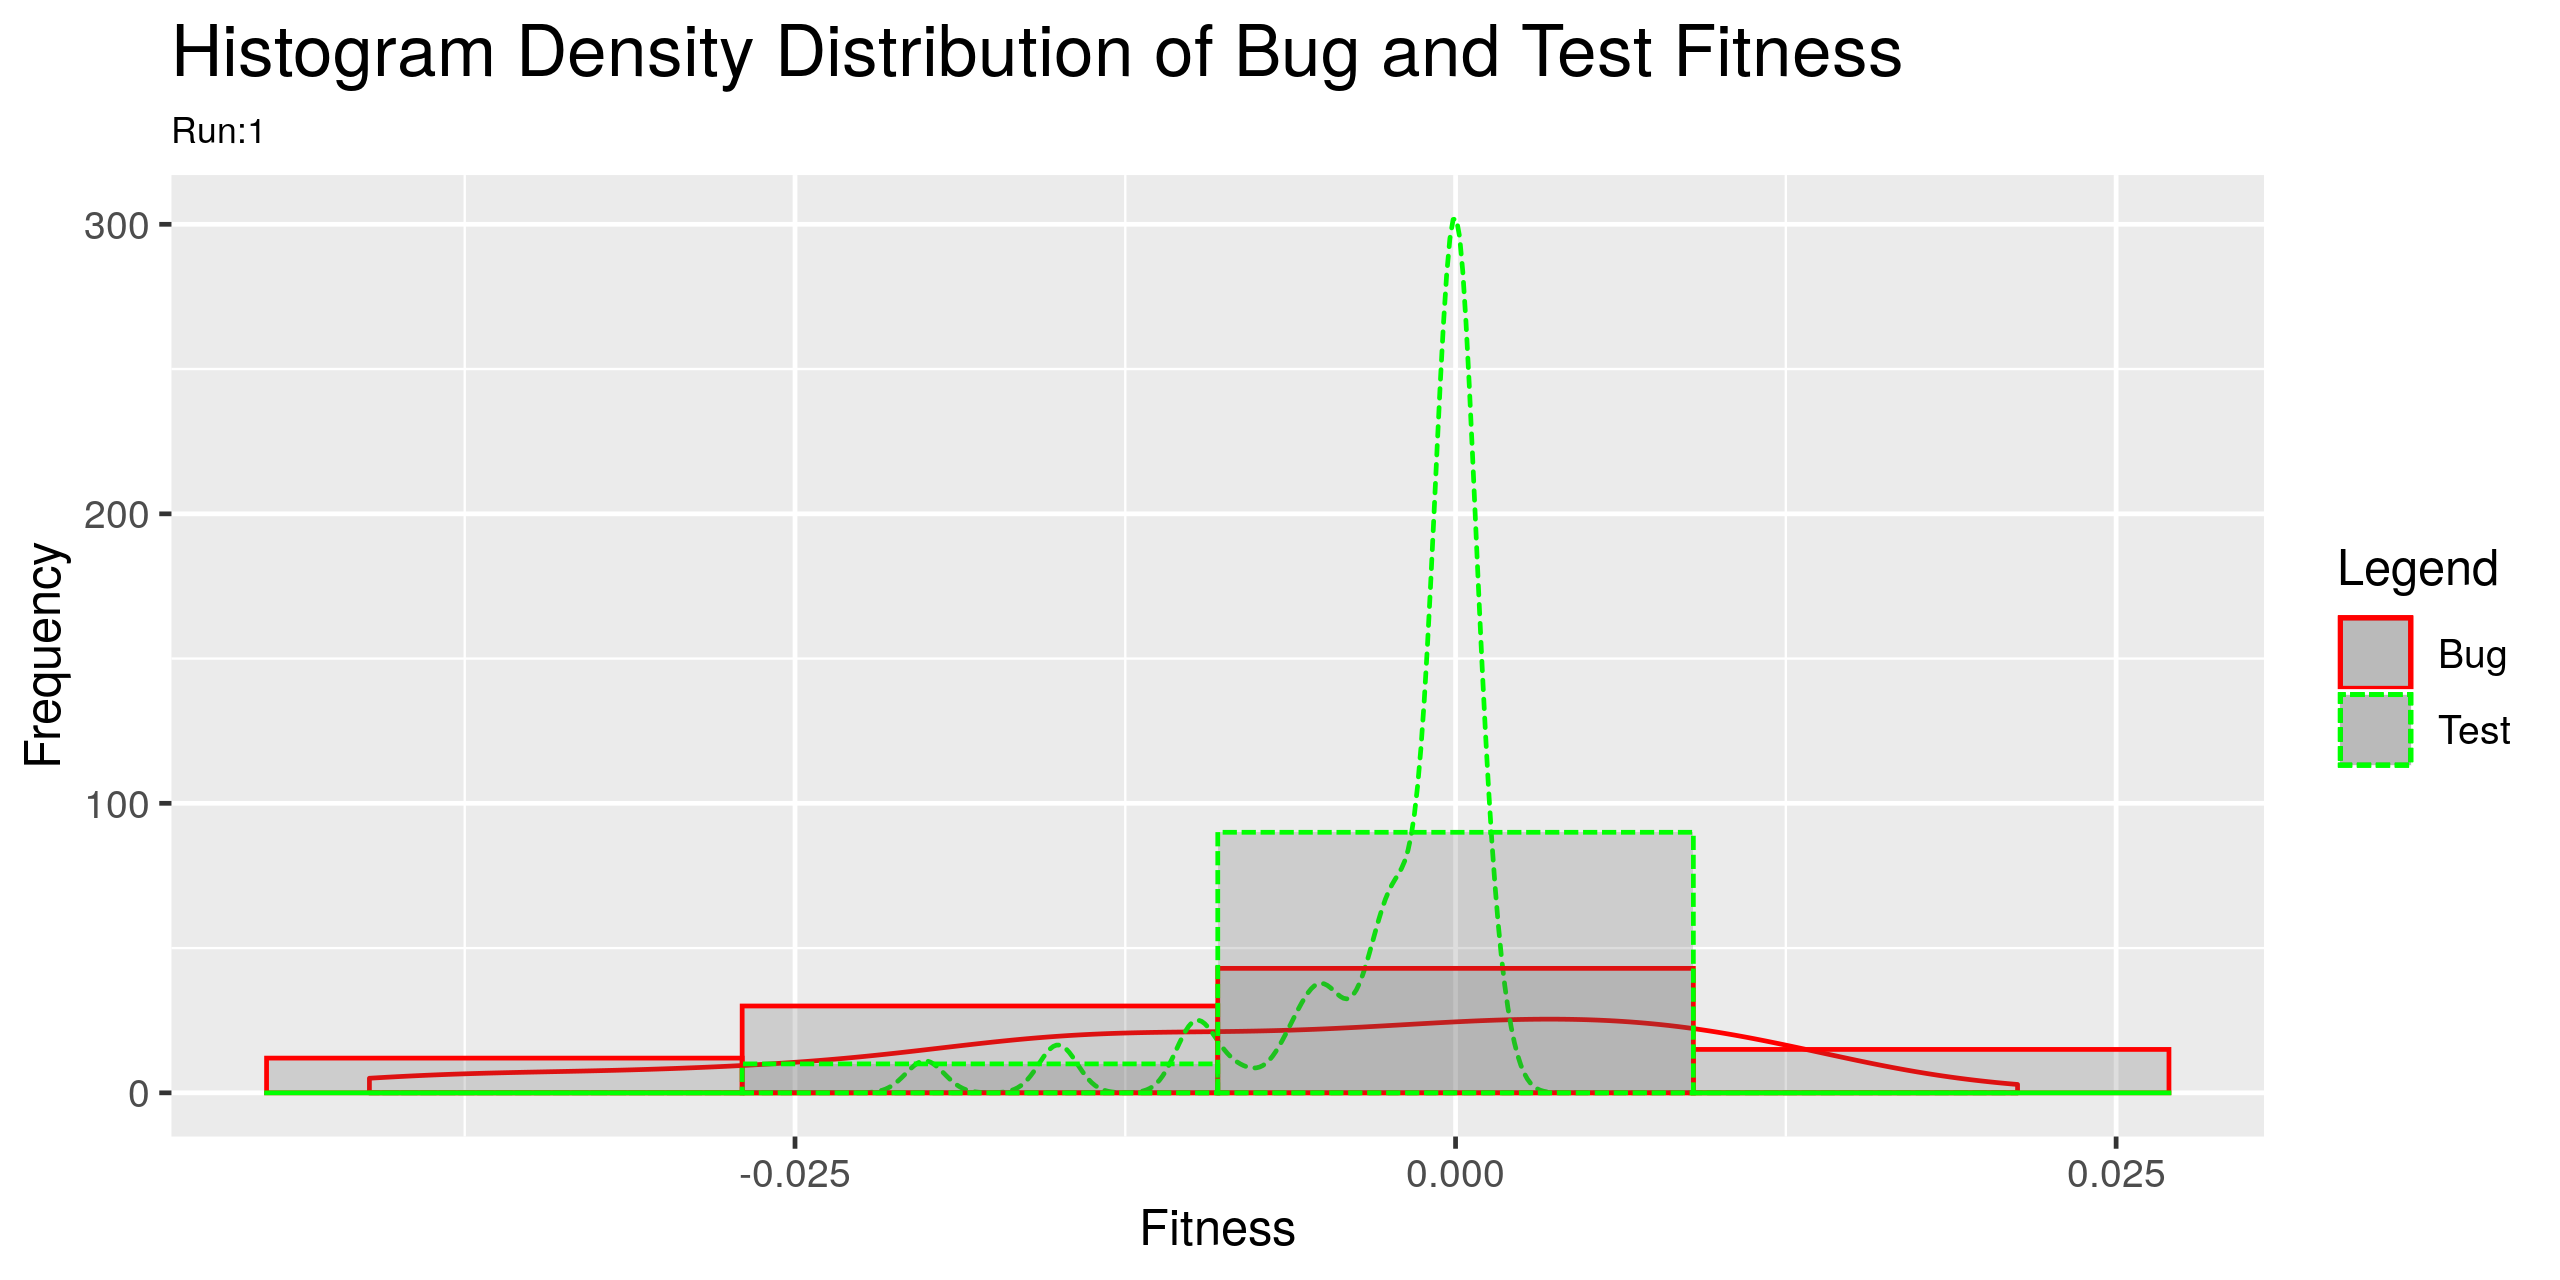 Histogram Density Distribution of Bug and Test Fitness
Run:1
300
200
100
0
Frequency
-0.025
0.000
0.025
Fitness
Legend
Bug
Test